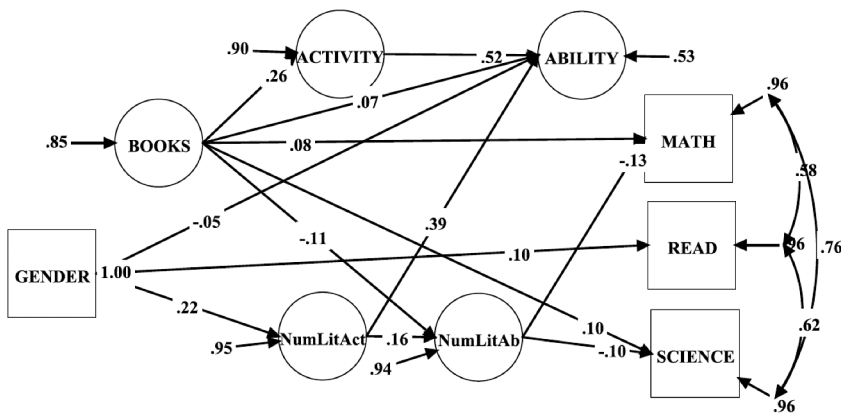 .90
ACTIVITY
.52
ABILITY
.53
.26
.07
.96
.85
BOOKS
.08
MATH
-.13
.58
-.05
.39
-.11
GENDER
1.00
.10
READ
.96
.76
.22
.10
.62
NumLitAct
.16
NumLitAb
-.10
SCIENCE
.95
.94
.96